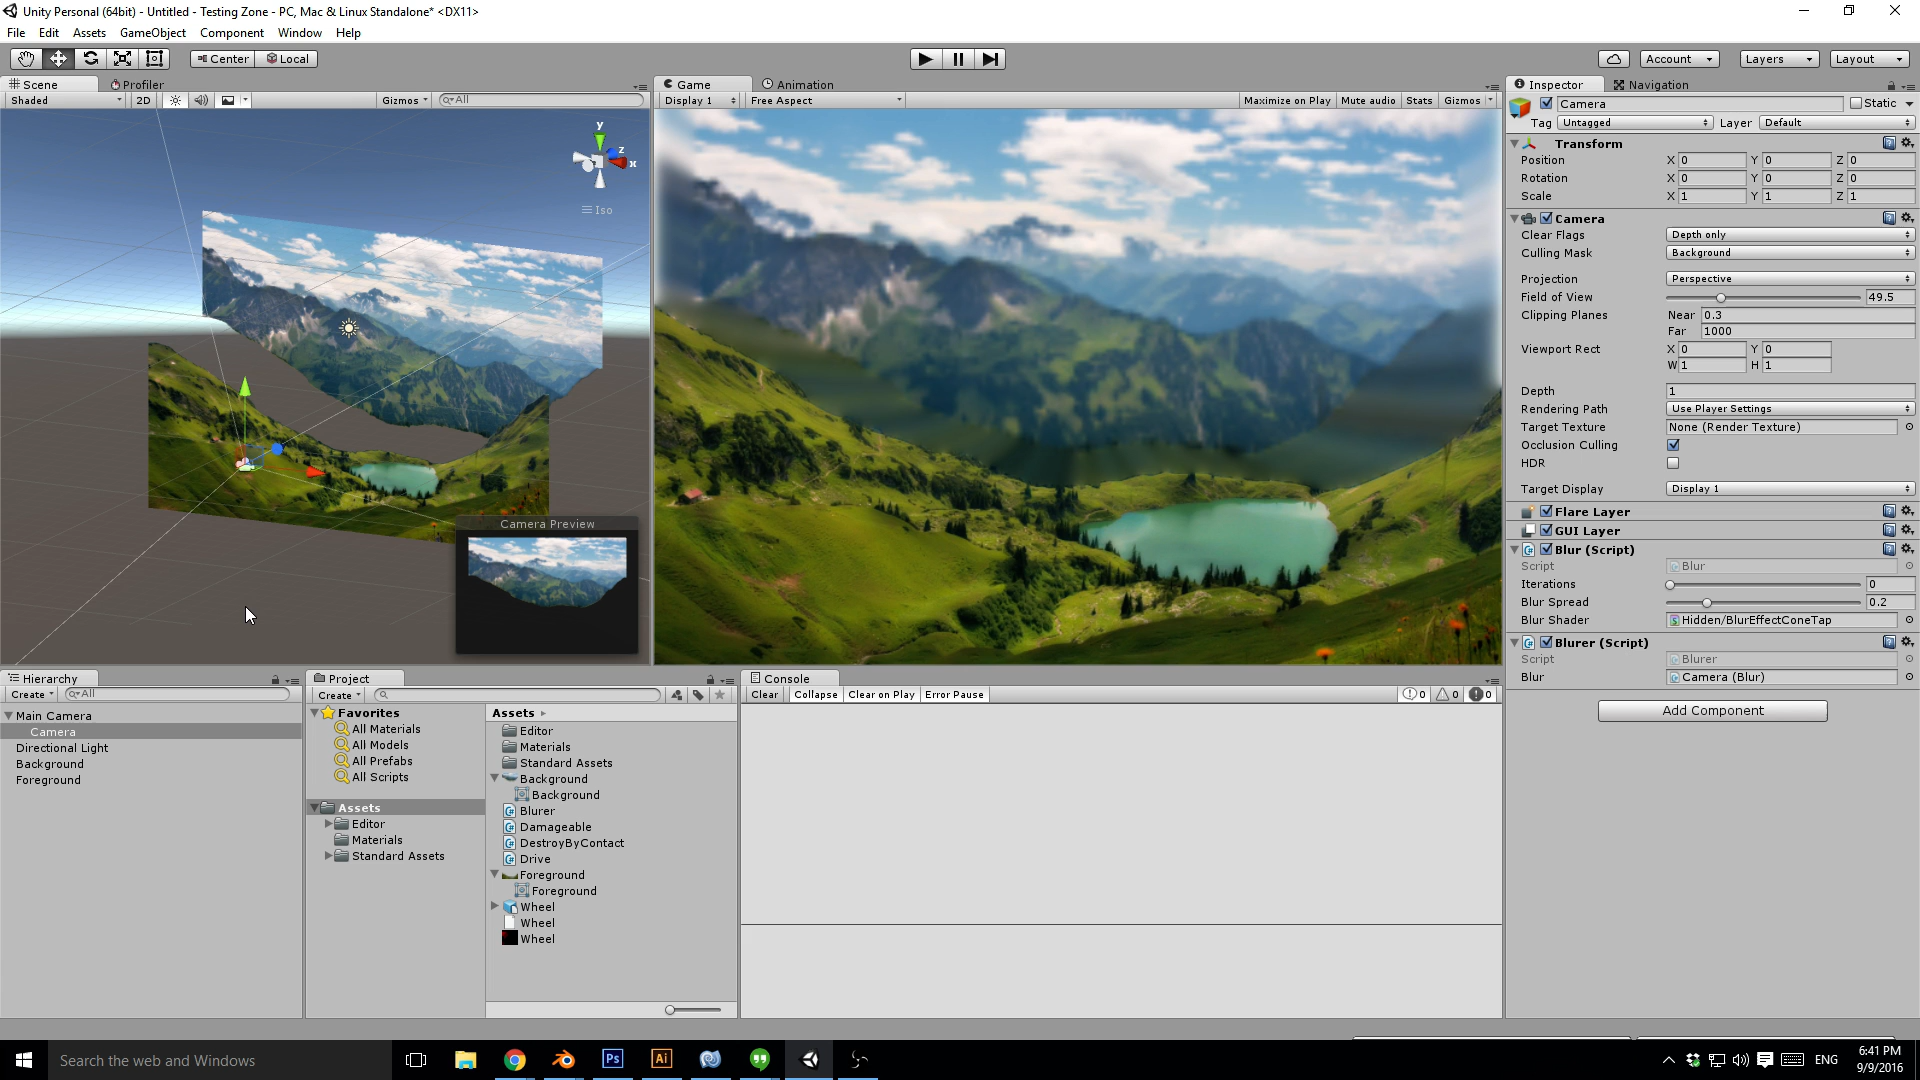 Unity Personal (64bit) - Untitled - Testing Zone - PC, Mac & Linux Standalone* <DX11>
File Edit Assets GameObject Component Window Help
Center Local
Account Layers Layout
Scene Profiler
Shaded 2D Gizmos All
y
z
x
Iso
Camera Preview
Game Animation
Display 1 Free Aspect Maximize on Play Mute audio Stats Gizmos
Inspector Navigation
Camera Static
Tag Untagged Layer Default
Transform
Position X 0 Y 0 Z 0
Rotation X 0 Y 0 Z 0
Scale X 1 Y 1 Z 1
Camera
Clear Flags Depth only
Culling Mask Background
Projection Perspective
Field of View 49.5
Clipping Planes Near 0.3
Far 1000
Viewport Rect X 0 Y 0
W 1 H 1
Depth 1
Rendering Path Use Player Settings
Target Texture None (Render Texture)
Occlusion Culling
HDR
Target Display Display 1
Flare Layer
GUI Layer
Blur (Script)
Script Blur
Iterations 0
Blur Spread 0.2
Blur Shader Hidden/BlurEffectConeTap
Blurer (Script)
Script Blurer
Blur Camera (Blur)
Add Component
Hierarchy
Create All
Main Camera
Camera
Directional Light
Background
Foreground
Project
Create
Favorites
All Materials
All Models
All Prefabs
All Scripts
Assets
Editor
Materials
Standard Assets
Assets
Editor
Materials
Standard Assets
Background
Background
Blurer
Damageable
DestroyByContact
Drive
Foreground
Foreground
Wheel
Wheel
Wheel
Console
Clear Collapse Clear on Play Error Pause 0 0 0
Search the web and Windows
Ps Ai
ENG
6:41 PM
9/9/2016